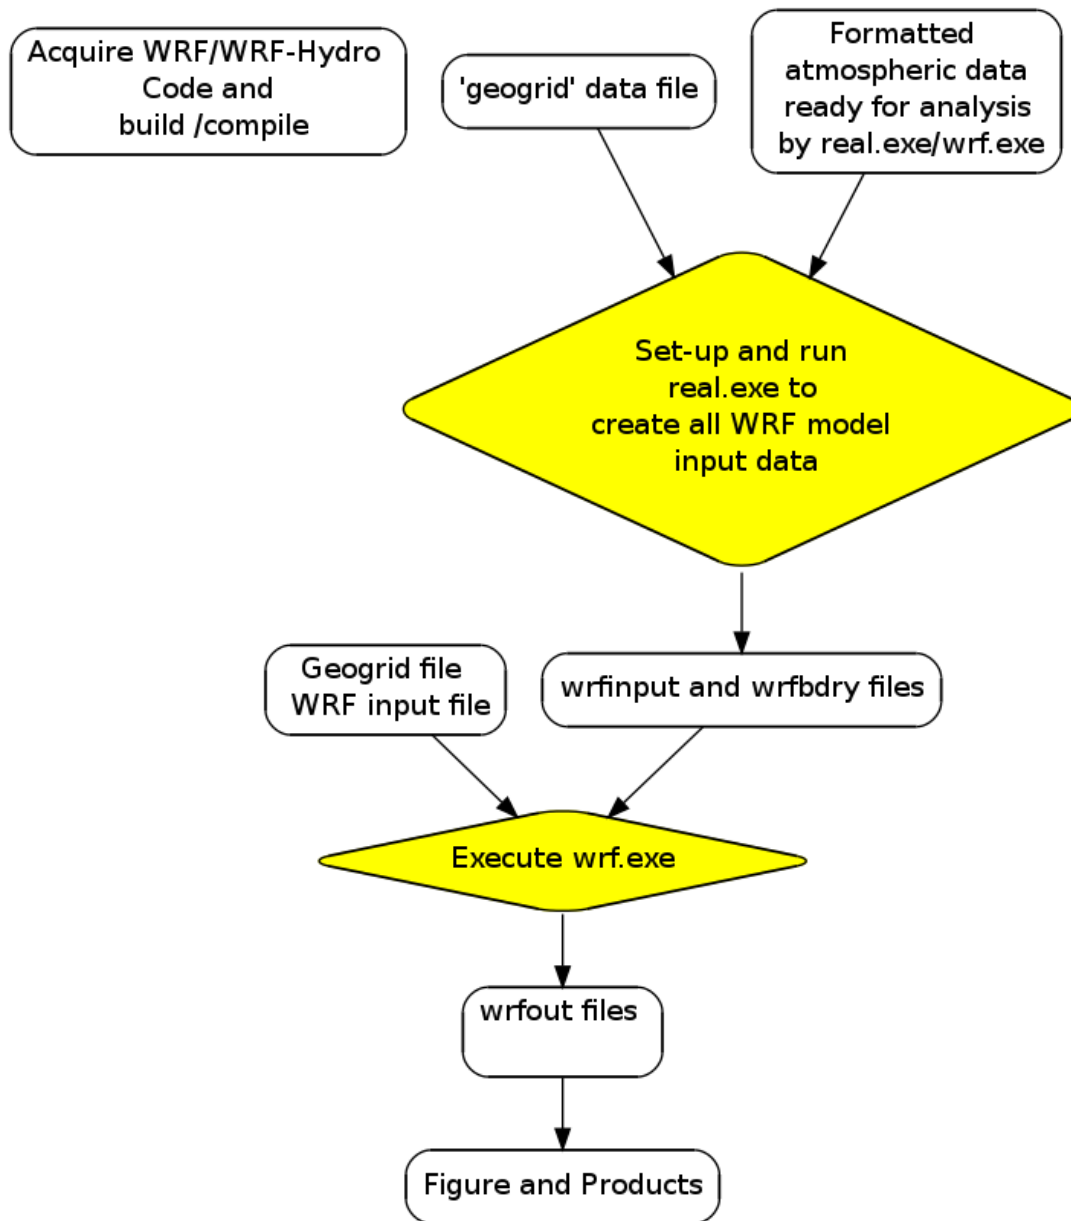 Acquire WRF/WRF-Hydro
Code and
build /compile
'geogrid" data file
Formatted
atmospheric data
ready for analysis
by real.exe/wrf.exe
Set-up and run
real.exe to
create all WRF model
input data
Geogrid file
WRF input file
wrfinput and wrfbdry files
Execute wrf.exe
wrfout files
Figure and Products